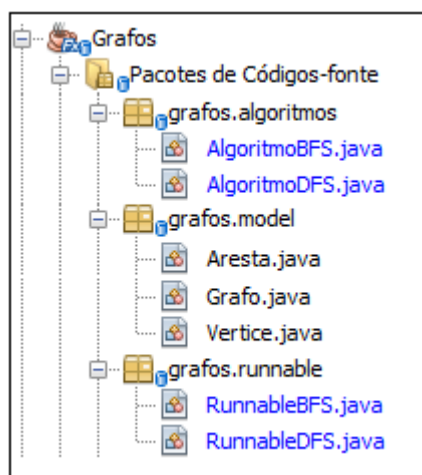 Grafos
Pacotes de Códigos-fonte
grafos.algoritmos
AlgoritmoBFS.java
AlgoritmoDFS.java
grafos.model
Aresta.java
Grafo.java
Vertice.java
grafos.runnable
RunnableBFS.java
RunnableDFS.java